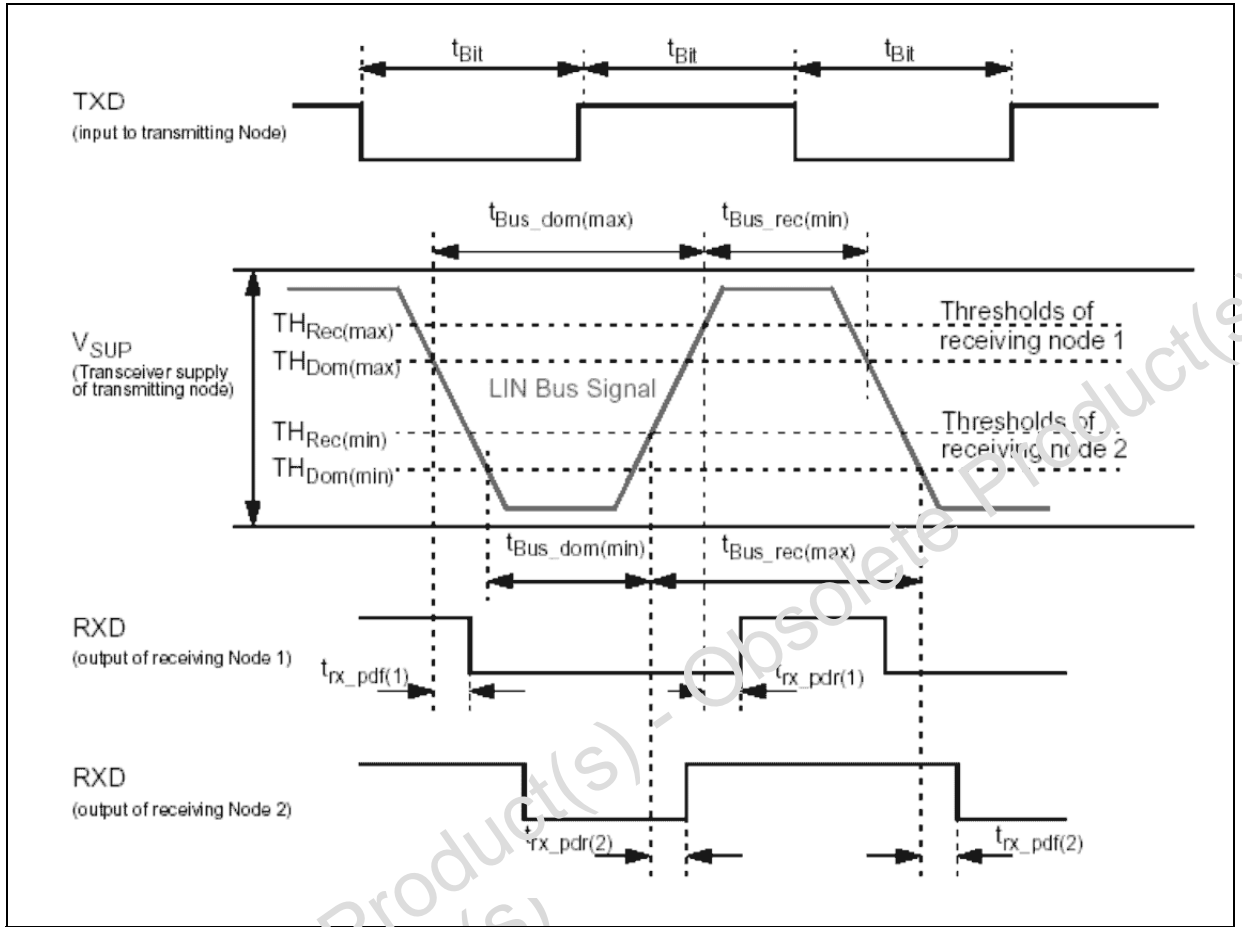 tBit tBit tBit
TXD
(input to transmitting Node)
tBus_dom(max) tBus_rec(min)
VSUP
(Transceiver supply
of transmitting node)
THRec(max)
THDom(max)
THRec(min)
THDom(min)
LIN Bus Signal
Thresholds of
receiving node 1
Thresholds of
receiving node 2
tBus_dom(min) tBus_rec(max)
RXD
(output of receiving Node 1)
trx_pdf(1) trx_pdr(1)
RXD
(output of receiving Node 2)
trx_pdr(2) trx_pdf(2)
Product(s) - Obsolete Product(s)